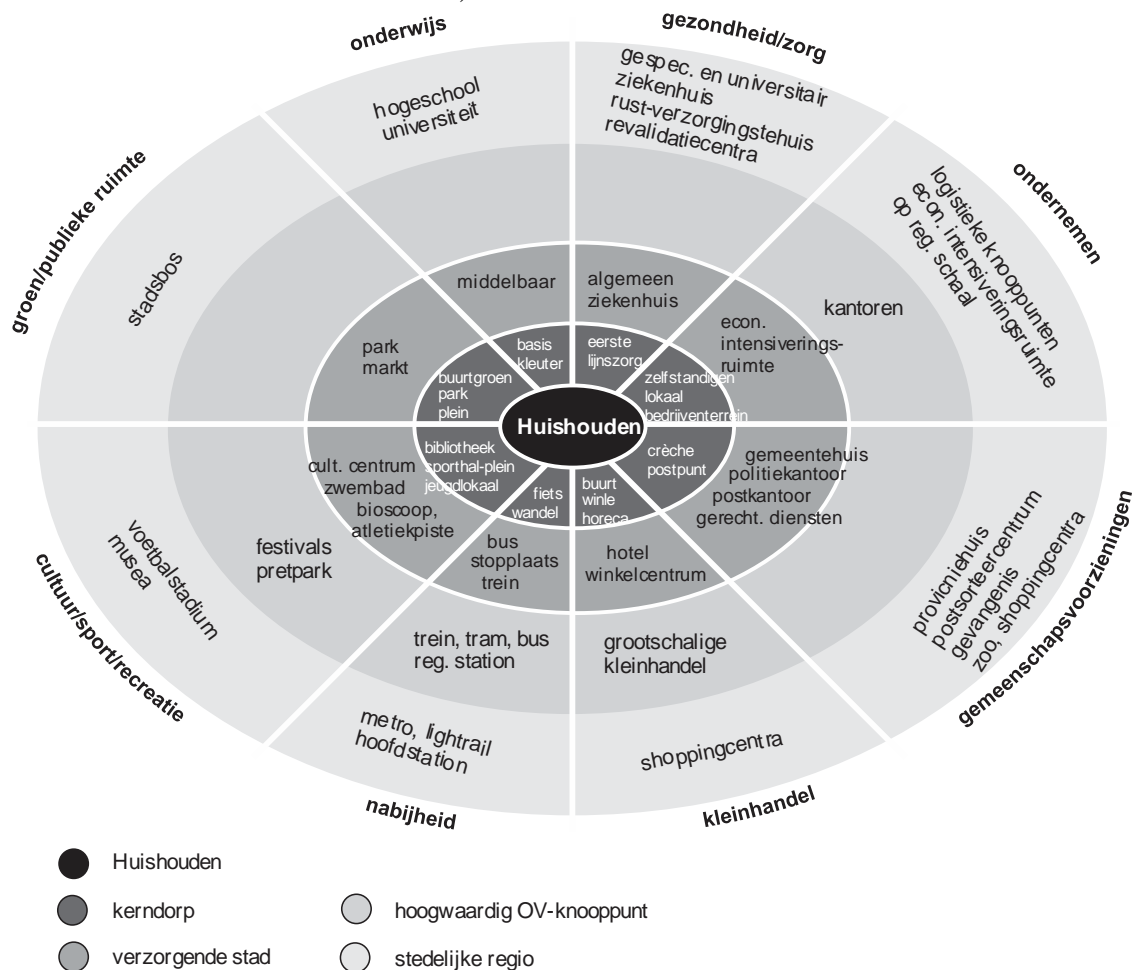 onderwijs
hogeschool
universiteit
middelbaar
basis
kleuter
gezondheid/zorg
gespec. en universitair
ziekenhuis
rust-verzorgingstehuis
revalidatiecentra
algemeen
ziekenhuis
eerste
lijnszorg
ondernemen
logistieke knooppunten
econ. intensiveringsruimte
op reg. schaal
kantoren
econ.
intensiverings-
ruimte
zelfstandigen
lokaal
bedrijventerrein
groen/publieke ruimte
stadsbos
park
markt
buurtgroen
park
plein
Huishouden
bibliotheek
sporthal-plein
jeugdlokaal
cult. centrum
zwembad
bioscoop,
atletiekpiste
festivals
pretpark
voetbalstadium
musea
cultuur/sport/recreatie
fiets
wandel
bus
stopplaats
trein
trein, tram, bus
reg. station
metro, lightrail
hoofdstation
nabijheid
buurt
winle
horeca
hotel
winkelcentrum
grootschalige
kleinhandel
shoppingcentra
kleinhandel
crèche
postpunt
gemeentehuis
politiekantoor
postkantoor
gerecht. diensten
provicniehuis
postsorteercentrum
gevangenis
zoo, shoppingcentra
gemeenschapsvoorzieningen
Huishouden
kerndorp
verzorgende stad
hoogwaardig OV-knooppunt
stedelijke regio